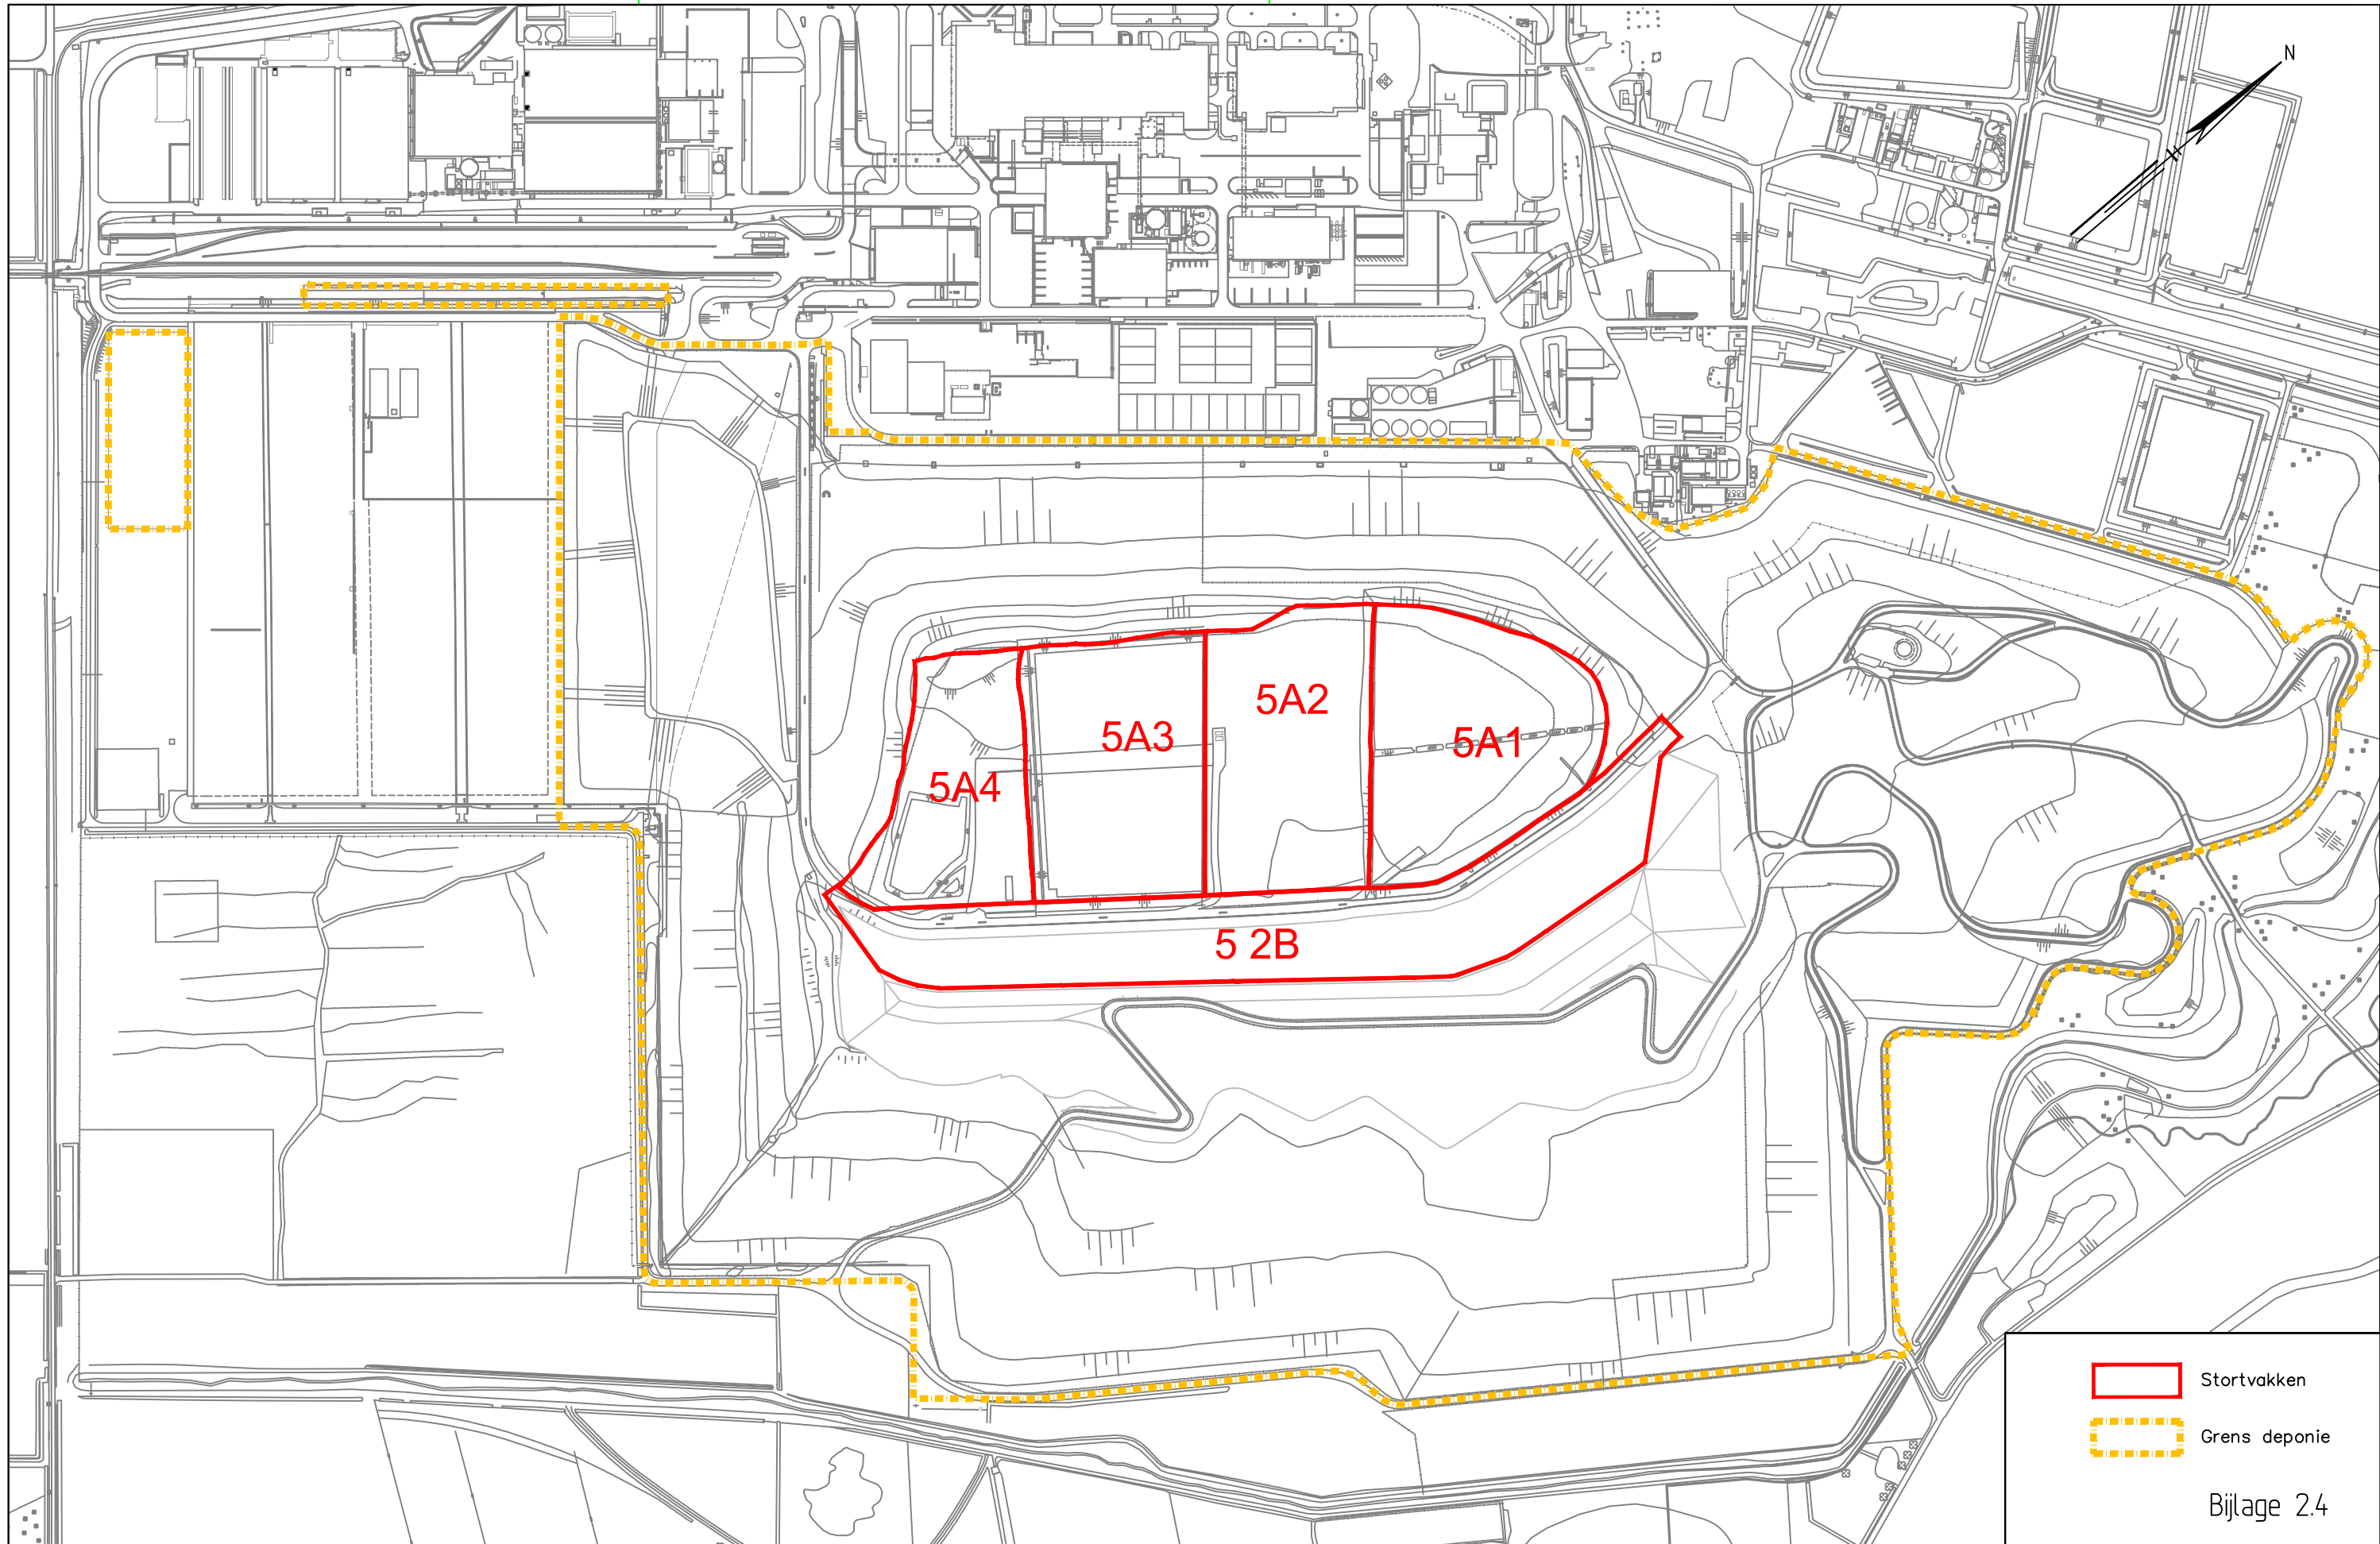 N
5A2
5A3
5A1
5A4
5 2B
Stortvakken
Grens deponie
Bijlage 2.4